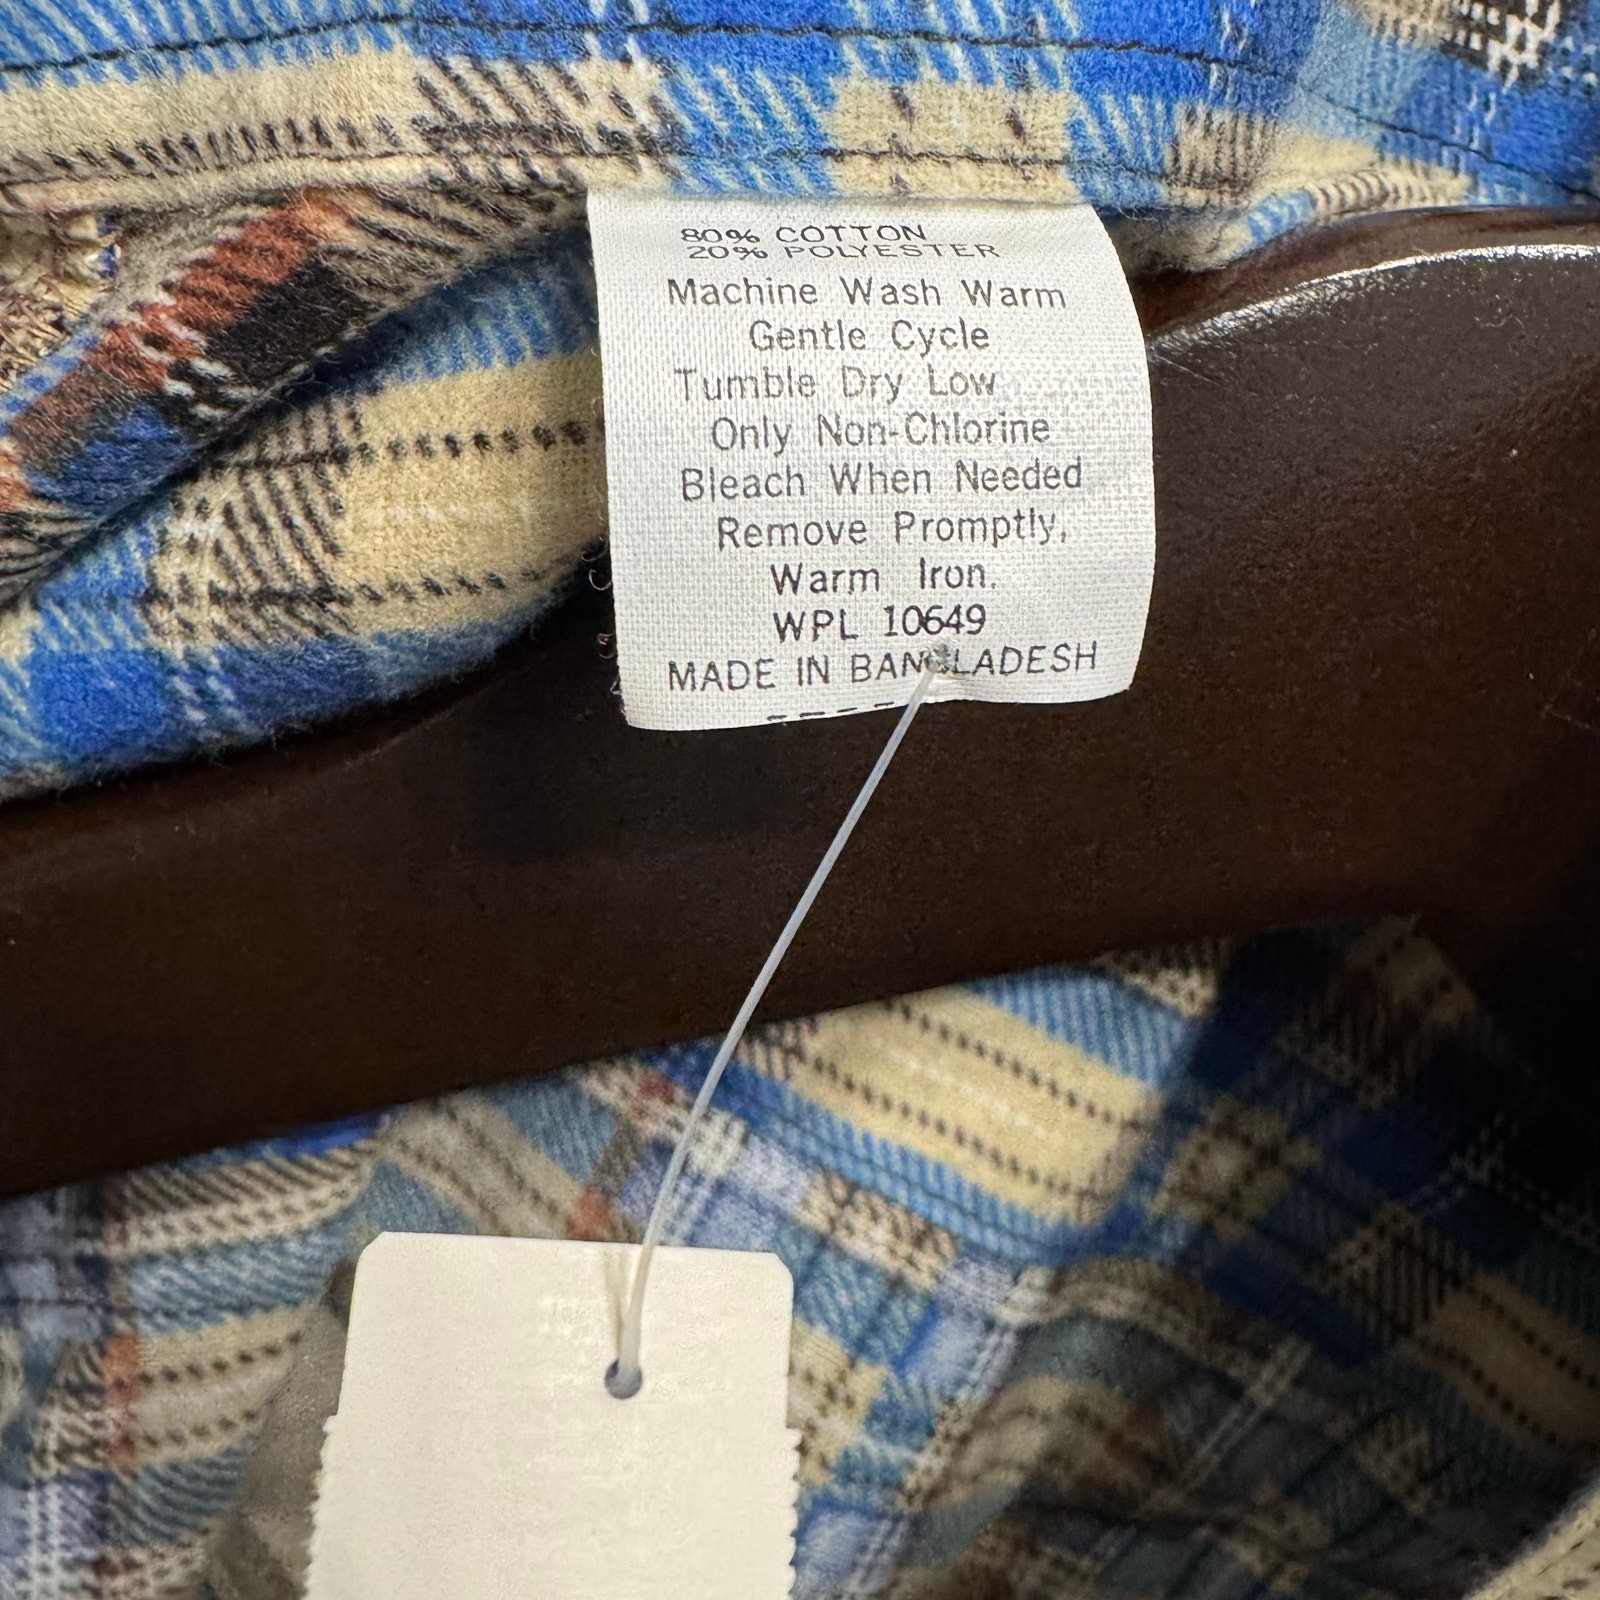 80% COTTON
20% POLYESTER
Machine Wash Warm
Gentle Cycle
Tumble Dry Low
Only Non-Chlorine
Bleach When Needed
Remove Promptly,
Warm Iron.
WPL 10649
MADE IN BANGLADESH